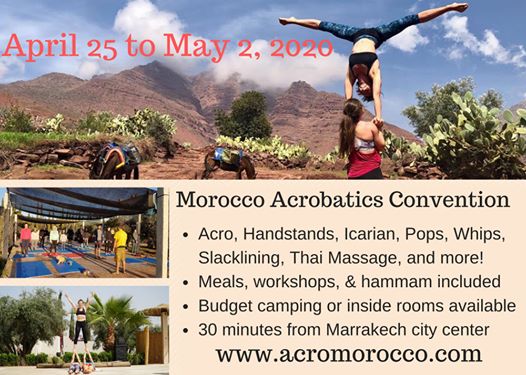 April 25 to May 2, 2020
Morocco Acrobatics Convention
• Acro, Handstands, Icarian, Pops, Whips,
Slacklining, Thai Massage, and more!
• Meals, workshops, & hammam included
• Budget camping or inside rooms available
• 30 minutes from Marrakech city center
www.acromorocco.com